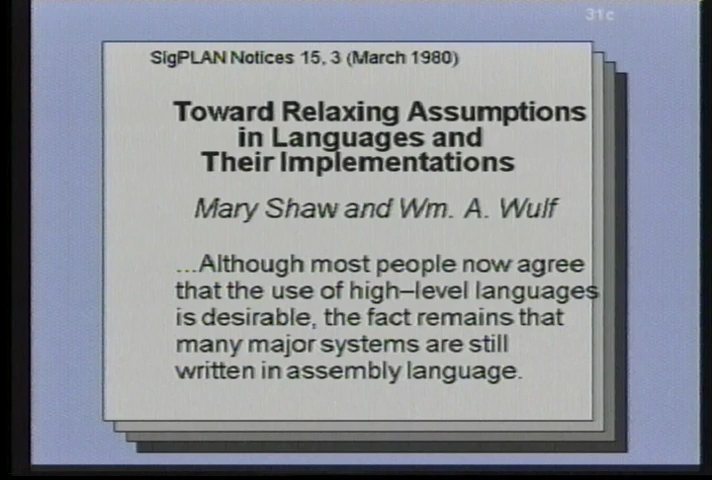 31c
SigPLAN Notices 15, 3 (March 1980)
Toward Relaxing Assumptions
in Languages and
Their Implementations
Mary Shaw and Wm. A. Wulf
...Although most people now agree
that the use of high–level languages
is desirable, the fact remains that
many major systems are still
written in assembly language.